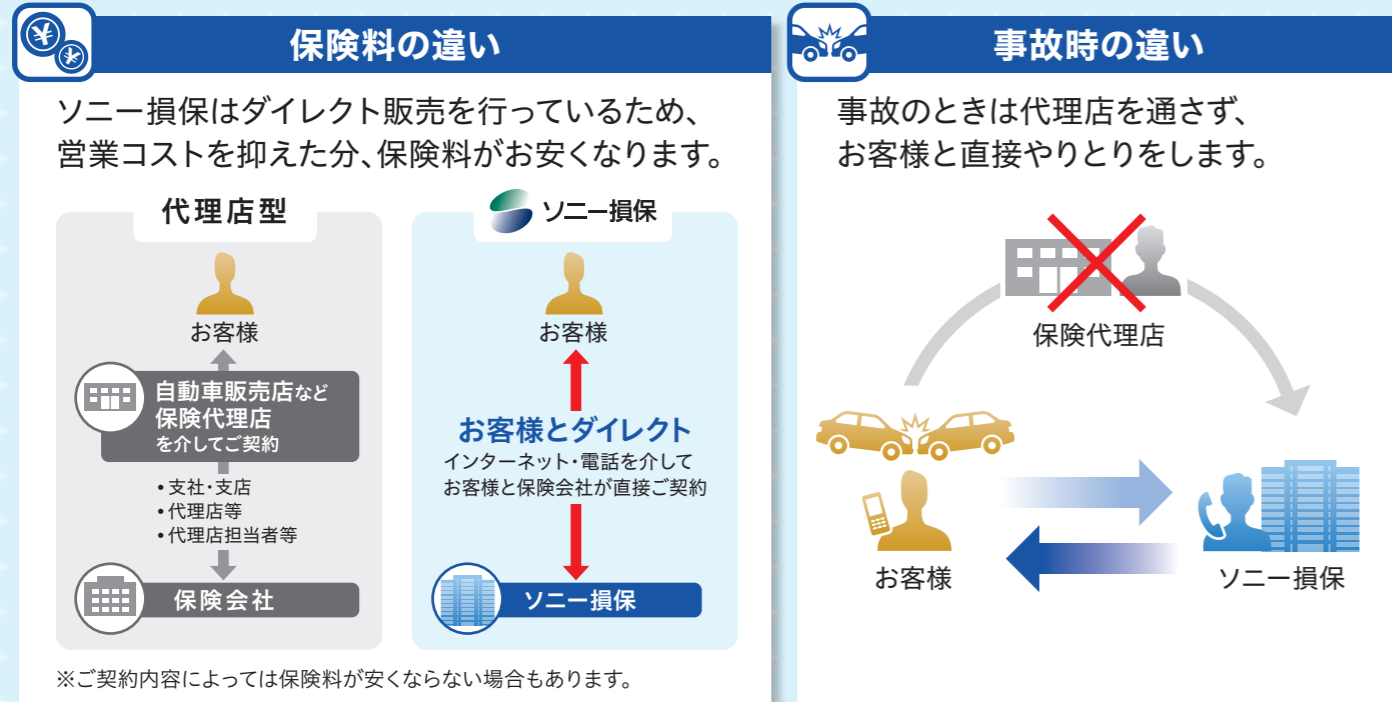 保険料の違い
ソニー損保はダイレクト販売を行っているため、
営業コストを抑えた分、保険料がお安くなります。
代理店型
お客様
自動車販売店など
保険代理店
を介してご契約
•支社・支店
•代理店等
•代理店担当者等
保険会社
ソニー損保
お客様
お客様とダイレクト
インターネット・電話を介して
お客様と保険会社が直接ご契約
ソニー損保
※ご契約内容によっては保険料が安くならない場合もあります。
事故時の違い
事故のときは代理店を通さず、
お客様と直接やりとりをします。
保険代理店
お客様
ソニー損保